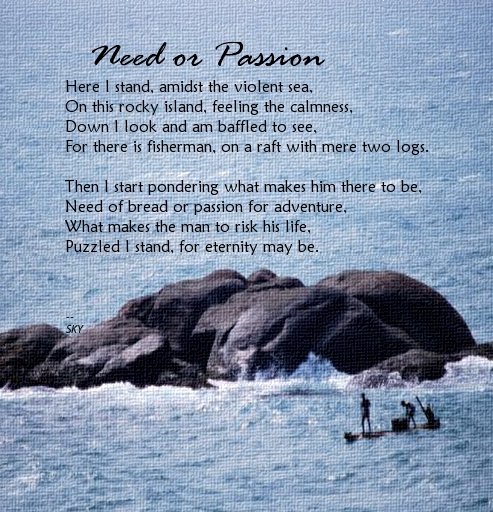 Need or Passion
Here I stand, amidst the violent sea,
On this rocky island, feeling the calmness,
Down I look and am baffled to see,
For there is fisherman, on a raft with mere two logs.
Then I start pondering what makes him there to be,
Need of bread or passion for adventure,
What makes the man to risk his life,
Puzzled I stand, for eternity may be.
--
SKY